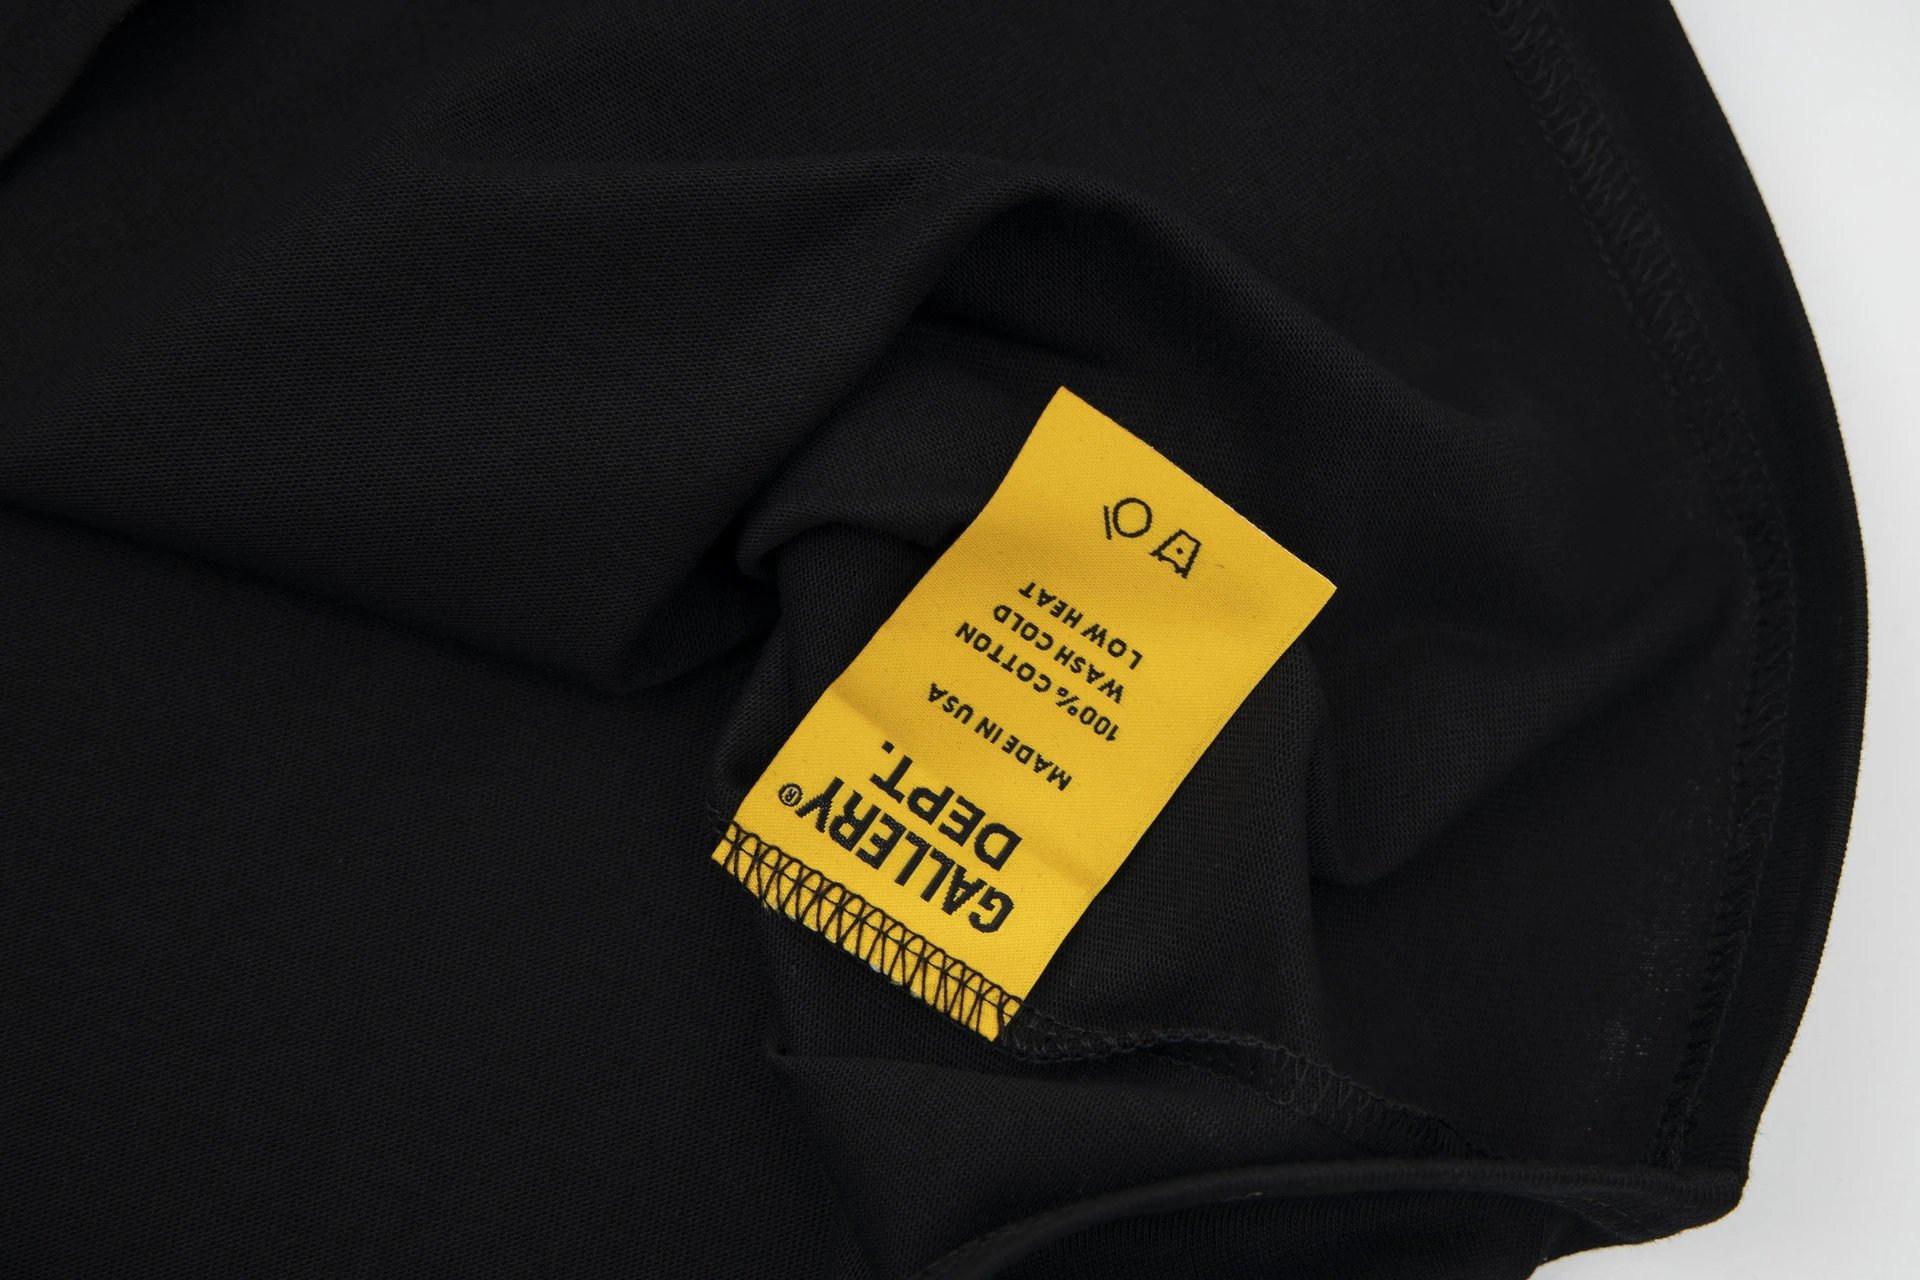 GALLERY®
DEPT.
MADE IN USA
100% COTTON
WASH COLD
LOW HEAT